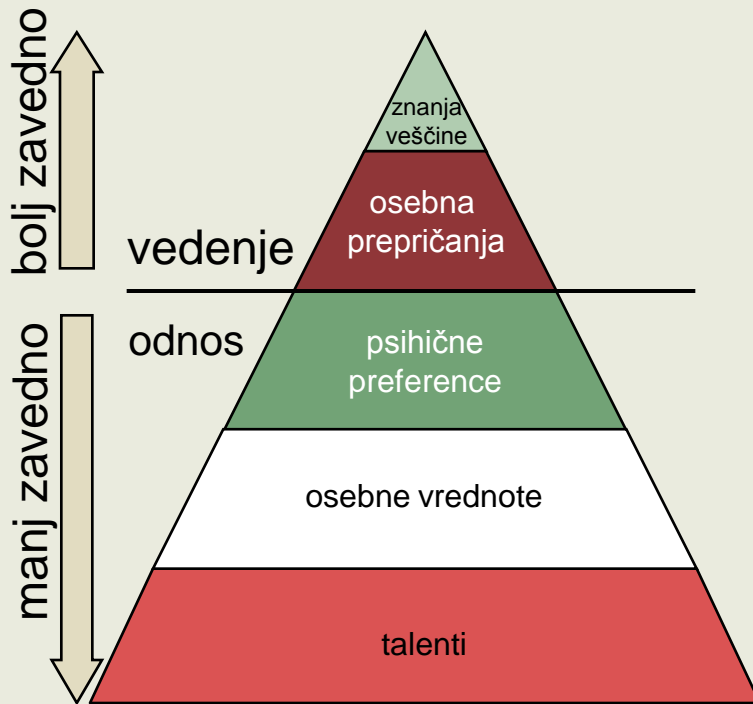 bolj zavedno
znanja
veščine
osebna
prepričanja
vedenje
odnos
psihične
preference
manj zavedno
osebne vrednote
talenti